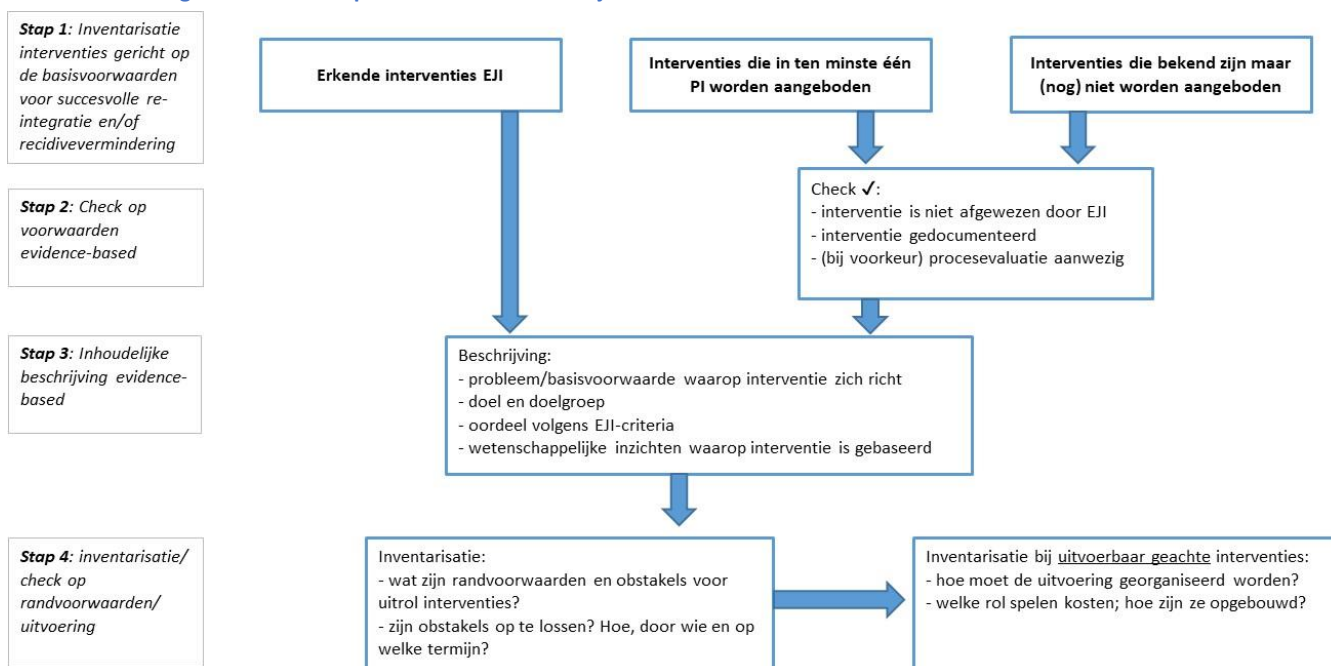 Stap 1: Inventarisatie
interventies gericht op
de basisvoorwaarden
voor succesvolle re-
integratie en/of
recidivevermindering
Erkende interventies EJI
Interventies die in ten minste één
PI worden aangeboden
Interventies die bekend zijn maar
(nog) niet worden aangeboden
Stap 2: Check op
voorwaarden
evidence-based
Check ✓:
- interventie is niet afgewezen door EJI
- interventie gedocumenteerd
- (bij voorkeur) procesevaluatie aanwezig
Stap 3: Inhoudelijke
beschrijving evidence-
based
Beschrijving:
- probleem/basisvoorwaarde waarop interventie zich richt
- doel en doelgroep
- oordeel volgens EJI-criteria
- wetenschappelijke inzichten waarop interventie is gebaseerd
Stap 4: inventarisatie/
check op
randvoorwaarden/
uitvoering
Inventarisatie:
- wat zijn randvoorwaarden en obstakels voor
uitrol interventies?
- zijn obstakels op te lossen? Hoe, door wie en op
welke termijn?
Inventarisatie bij uitvoerbaar geachte interventies:
- hoe moet de uitvoering georganiseerd worden?
- welke rol spelen kosten; hoe zijn ze opgebouwd?